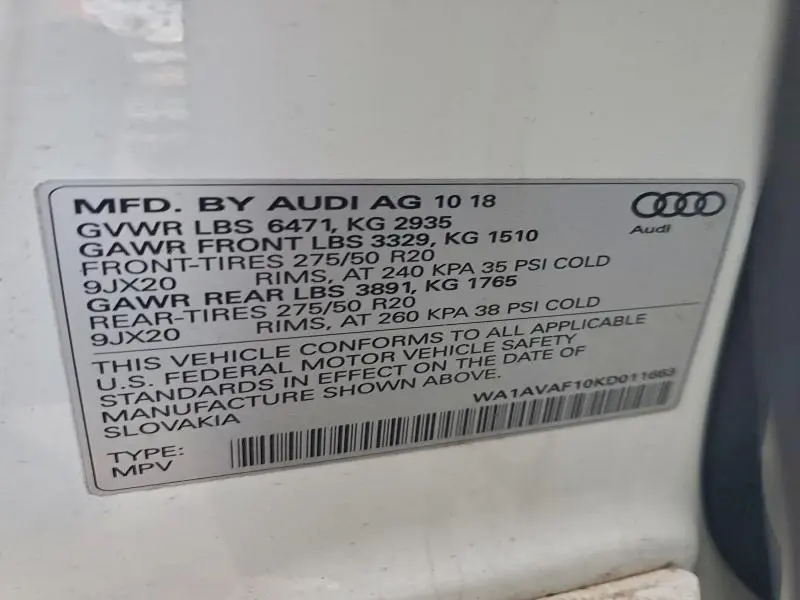 MFD. BY AUDI AG 10 18
GVWR LBS 6471, KG 2935
GAWR FRONT LBS 3329, KG 1510
FRONT-TIRES 275/50 R20
9JX20 RIMS, AT 240 KPA 35 PSI COLD
GAWR REAR LBS 3891, KG 1765
REAR-TIRES 275/50 R20
9JX20 RIMS, AT 260 KPA 38 PSI COLD
Audi
THIS VEHICLE CONFORMS TO ALL APPLICABLE
U.S. FEDERAL MOTOR VEHICLE SAFETY
STANDARDS IN EFFECT ON THE DATE OF
MANUFACTURE SHOWN ABOVE.
SLOVAKIA
WA1AVAF10KD011663
TYPE:
MPV